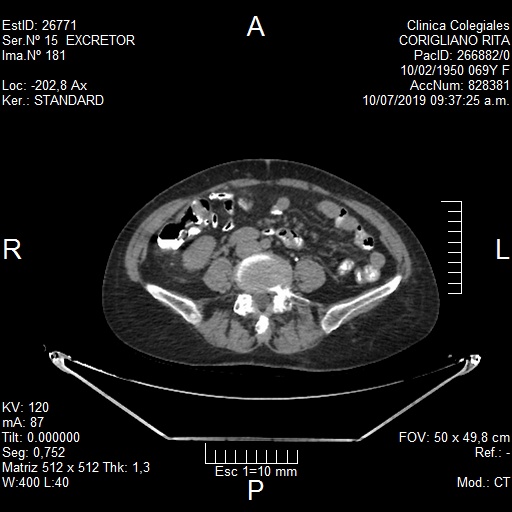 EstID: 26771
Ser.Nº 15 EXCRETOR
Ima.Nº 181
Loc: -202,8 Ax
Ker.: STANDARD
A
Clinica Colegiales
CORIGLIANO RITA
PacID: 266882/0
10/02/1950 069Y F
AccNum: 828381
10/07/2019 09:37:25 a.m.
R
L
KV: 120
mA: 87
Tilt: 0.000000
Seg: 0,752
Matriz 512 x 512 Thk: 1,3
W:400 L:40
Esc 1=10 mm
P
FOV: 50 x 49,8 cm
Ref.: -
Mod.: CT